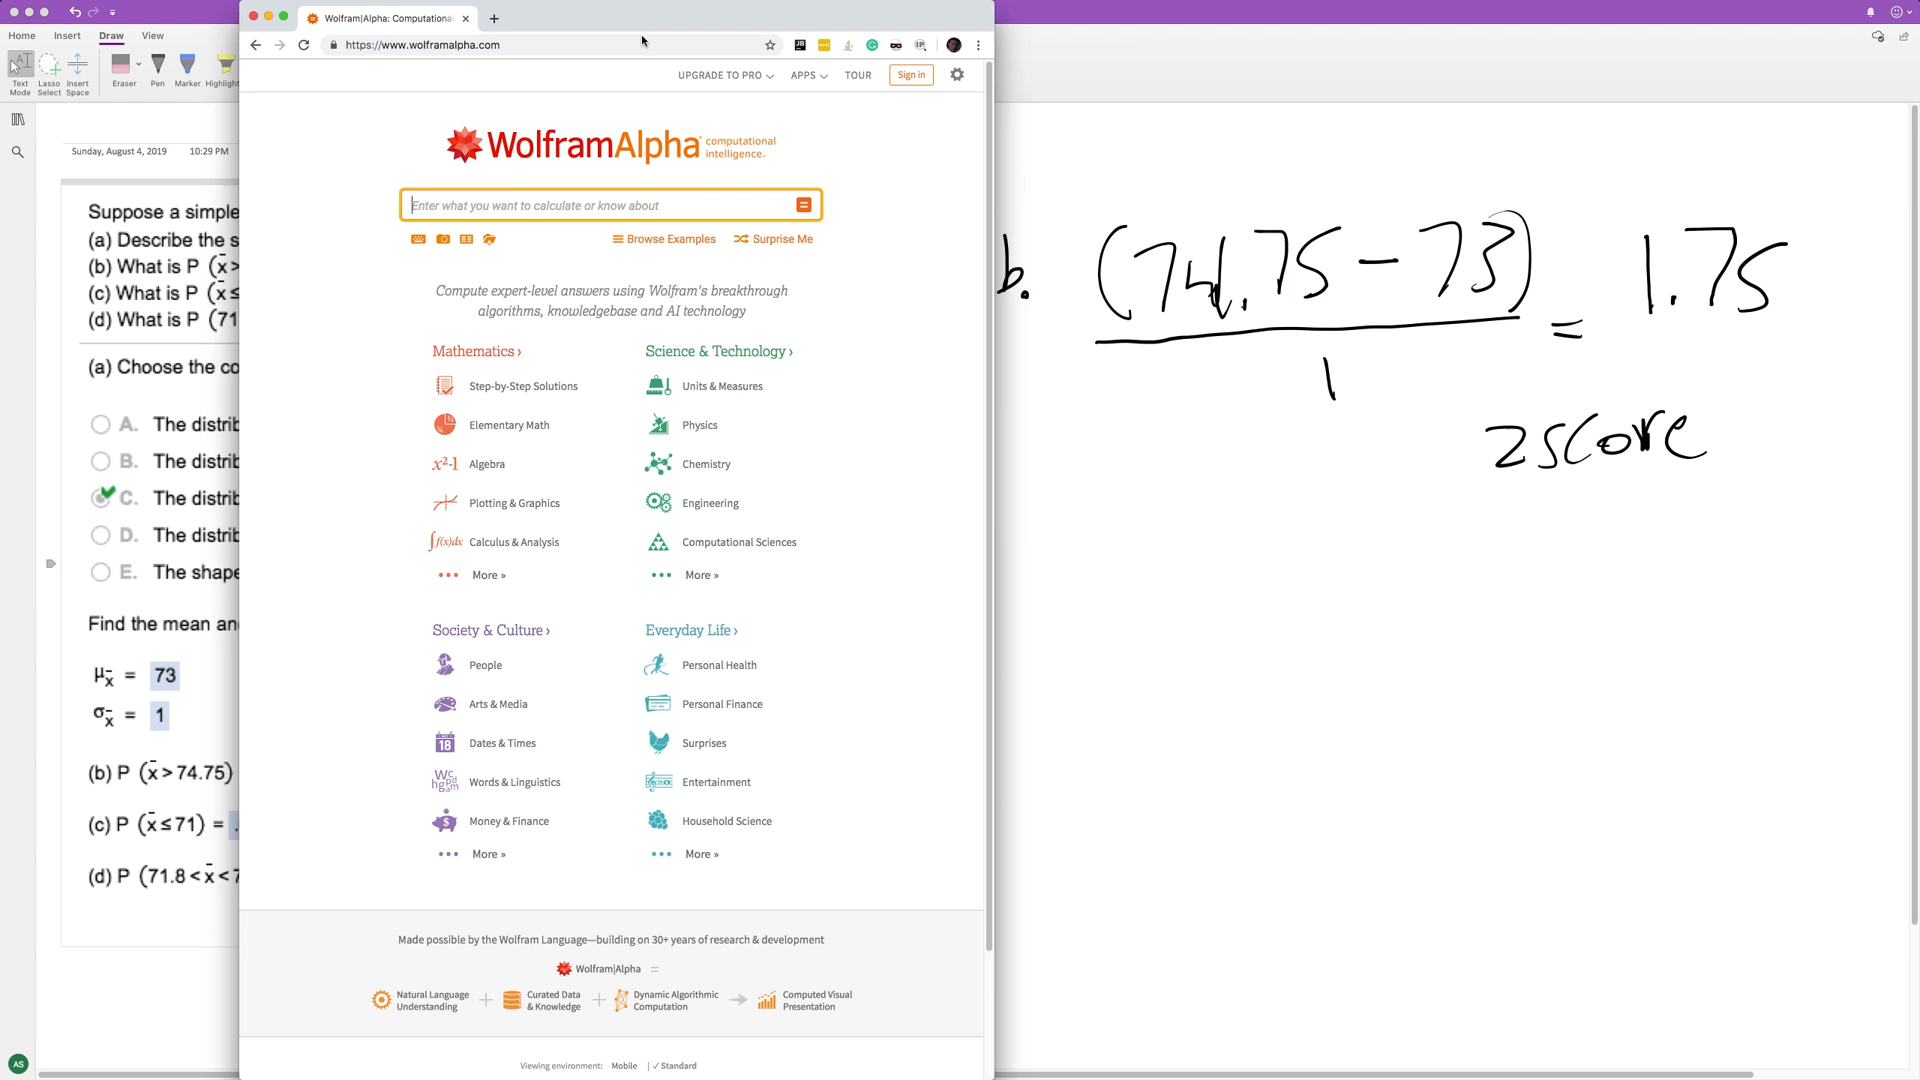 Wolfram|Alpha: Computational
https://www.wolframalpha.com
Home
Insert
Draw
View
Text Mode
Lasso Select
Insert Space
Eraser
Pen
Marker
Highlight
UPGRADE TO PRO
APPS
TOUR
Sign in
Sunday, August 4, 2019
10:29 PM
WolframAlpha computational intelligence.
Enter what you want to calculate or know about
Browse Examples
Surprise Me
Compute expert-level answers using Wolfram's breakthrough
algorithms, knowledgebase and AI technology
Mathematics ›
Step-by-Step Solutions
Elementary Math
x²-1 Algebra
Plotting & Graphics
∫f(x)dx Calculus & Analysis
More »
Science & Technology ›
Units & Measures
Physics
Chemistry
Engineering
Computational Sciences
More »
Society & Culture ›
People
Arts & Media
18 Dates & Times
Words & Linguistics
Money & Finance
More »
Everyday Life ›
Personal Health
Personal Finance
Surprises
Entertainment
Household Science
More »
Made possible by the Wolfram Language—building on 30+ years of research & development
Wolfram|Alpha =
Natural Language Understanding
+
Curated Data & Knowledge
+
Dynamic Algorithmic Computation
Computed Visual Presentation
Viewing environment: Mobile | ✓ Standard
Suppose a simple
(a) Describe the s
(b) What is P (x̄>
(c) What is P (x̄≤
(d) What is P (71
(a) Choose the co
A. The distrib
B. The distrib
C. The distrib
D. The distrib
E. The shape
Find the mean an
μx̄ = 73
σx̄ = 1
(b) P (x̄>74.75)
(c) P (x̄≤71) = .
(d) P (71.8<x̄<7
AS
b. (74.75 - 73) / 1 = 1.75
zscore